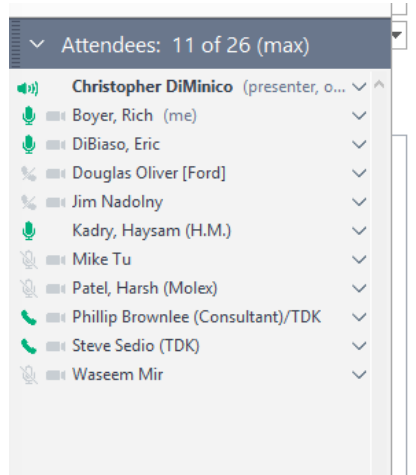 Attendees: 11 of 26 (max)
Christopher DiMinico (presenter, o...
Boyer, Rich (me)
DiBiaso, Eric
Douglas Oliver [Ford]
Jim Nadolny
Kadry, Haysam (H.M.)
Mike Tu
Patel, Harsh (Molex)
Phillip Brownlee (Consultant)/TDK
Steve Sedio (TDK)
Waseem Mir